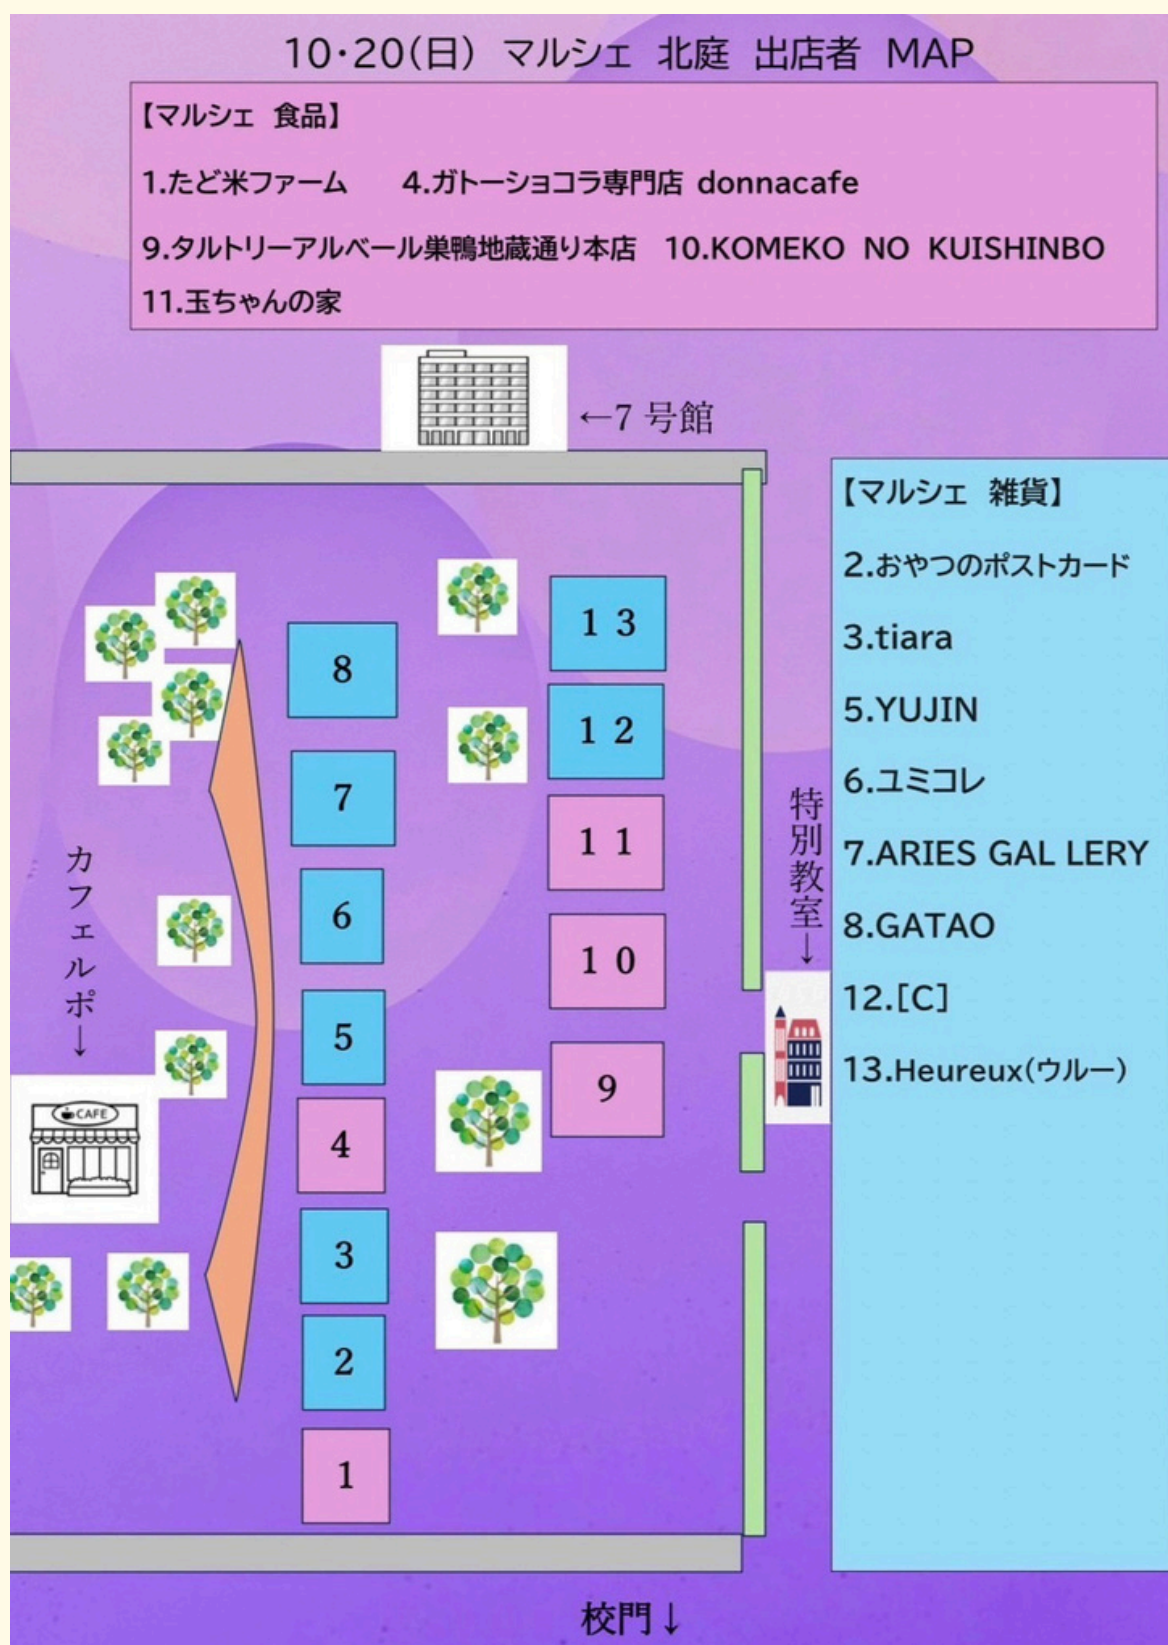 10・20(日) マルシェ 北庭 出店者 MAP
【マルシェ 食品】
1.たど米ファーム 4.ガトーショコラ専門店 donnacafe
9.タルトリーアルベール巣鴨地蔵通り本店 10.KOMEKO NO KUISHINBO
11.玉ちゃんの家
←7 号館
【マルシェ 雑貨】
2.おやつのポストカード
3.tiara
5.YUJIN
6.ユミコレ
7.ARIES GAL LERY
8.GATAO
12.[C]
13.Heureux(ウルー)
13
8
12
7
11
6
10
5
9
4
3
2
1
特別教室↓
カフェルポ↓
CAFE
校門↓